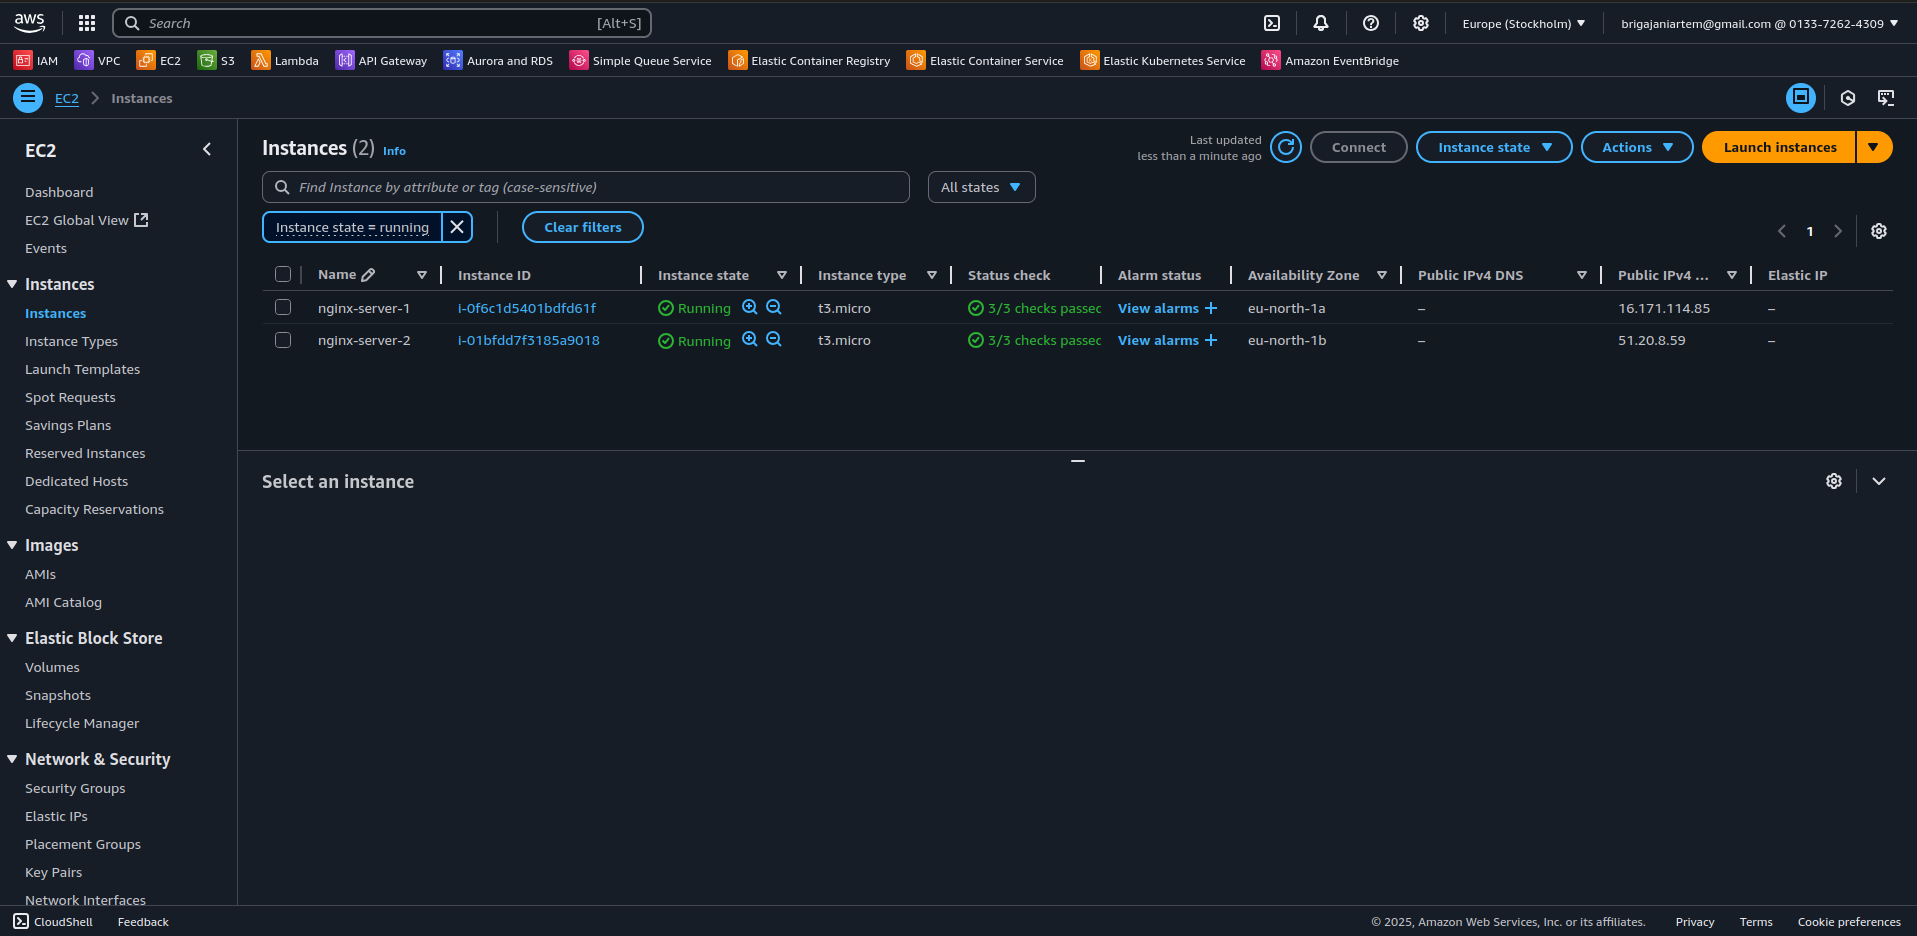 aws Search [Alt+S] Europe (Stockholm) brigajaniartem@gmail.com @ 0133-7262-4309
IAM VPC EC2 S3 Lambda API Gateway Aurora and RDS Simple Queue Service Elastic Container Registry Elastic Container Service Elastic Kubernetes Service Amazon EventBridge
EC2 Instances
EC2
Dashboard
EC2 Global View
Events
Instances
Instances
Instance Types
Launch Templates
Spot Requests
Savings Plans
Reserved Instances
Dedicated Hosts
Capacity Reservations
Images
AMIs
AMI Catalog
Elastic Block Store
Volumes
Snapshots
Lifecycle Manager
Network & Security
Security Groups
Elastic IPs
Placement Groups
Key Pairs
Network Interfaces
Instances (2) Info
Last updated
less than a minute ago
Connect Instance state Actions Launch instances
Find Instance by attribute or tag (case-sensitive) All states
Instance state = running Clear filters 1
Name Instance ID Instance state Instance type Status check Alarm status Availability Zone Public IPv4 DNS Public IPv4 ... Elastic IP
nginx-server-1 i-0f6c1d5401bdfd61f Running t3.micro 3/3 checks passec View alarms + eu-north-1a – 16.171.114.85 –
nginx-server-2 i-01bfdd7f3185a9018 Running t3.micro 3/3 checks passec View alarms + eu-north-1b – 51.20.8.59 –
Select an instance
CloudShell Feedback © 2025, Amazon Web Services, Inc. or its affiliates. Privacy Terms Cookie preferences